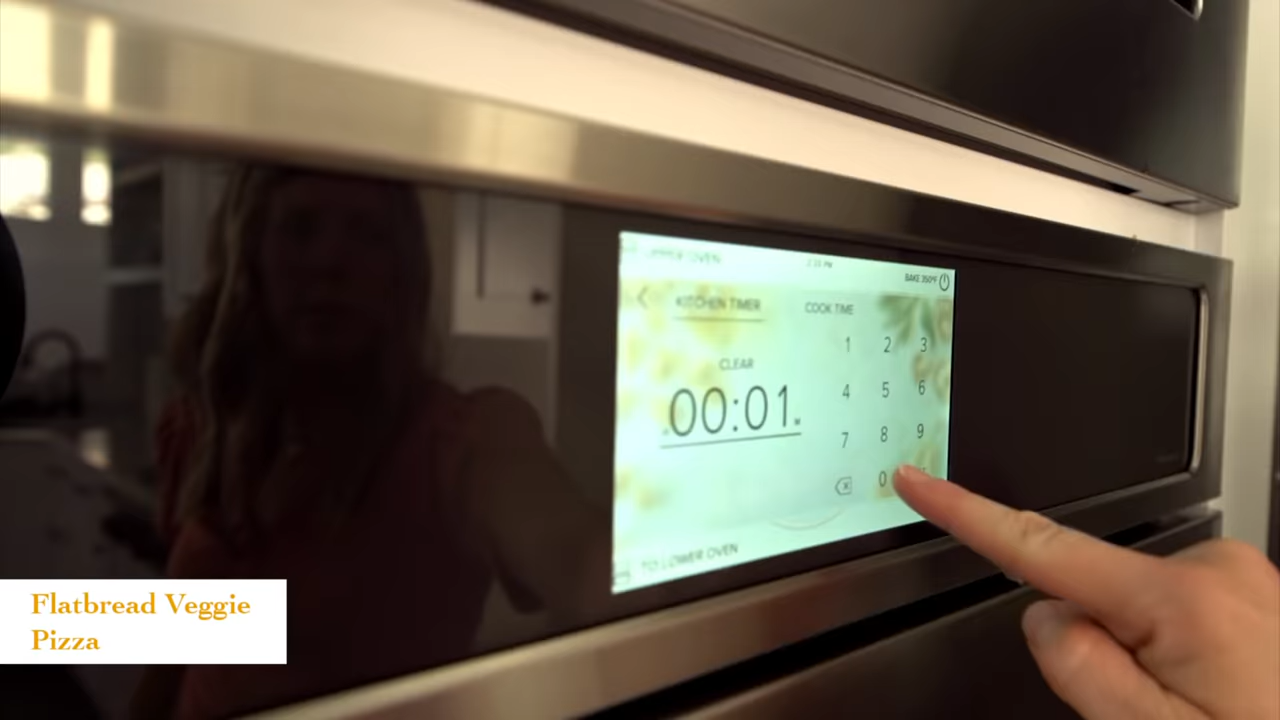 UPPER OVEN
BAKE 350°F
KITCHEN TIMER
COOK TIME
1 2 3
CLEAR
00:01
4 5 6
7 8 9
0
TO LOWER OVEN
Flatbread Veggie
Pizza